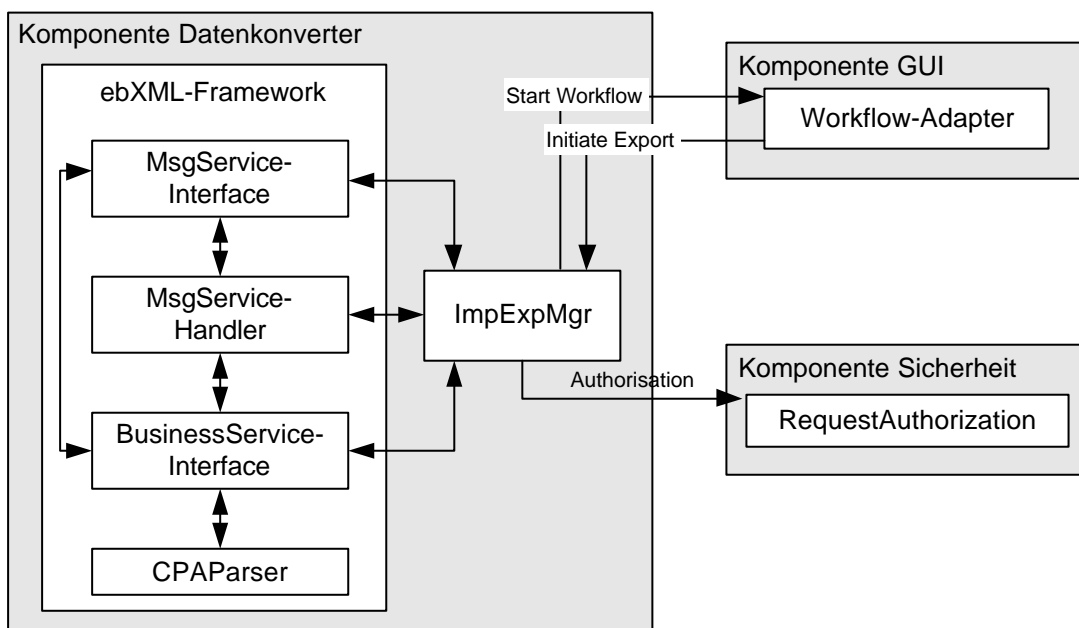 Komponente Datenkonverter
ebXML-Framework
MsgService-
Interface
MsgService-
Handler
BusinessService-
Interface
CPAParser
ImpExpMgr
Start Workflow
Initiate Export
Authorisation
Komponente GUI
Workflow-Adapter
Komponente Sicherheit
RequestAuthorization